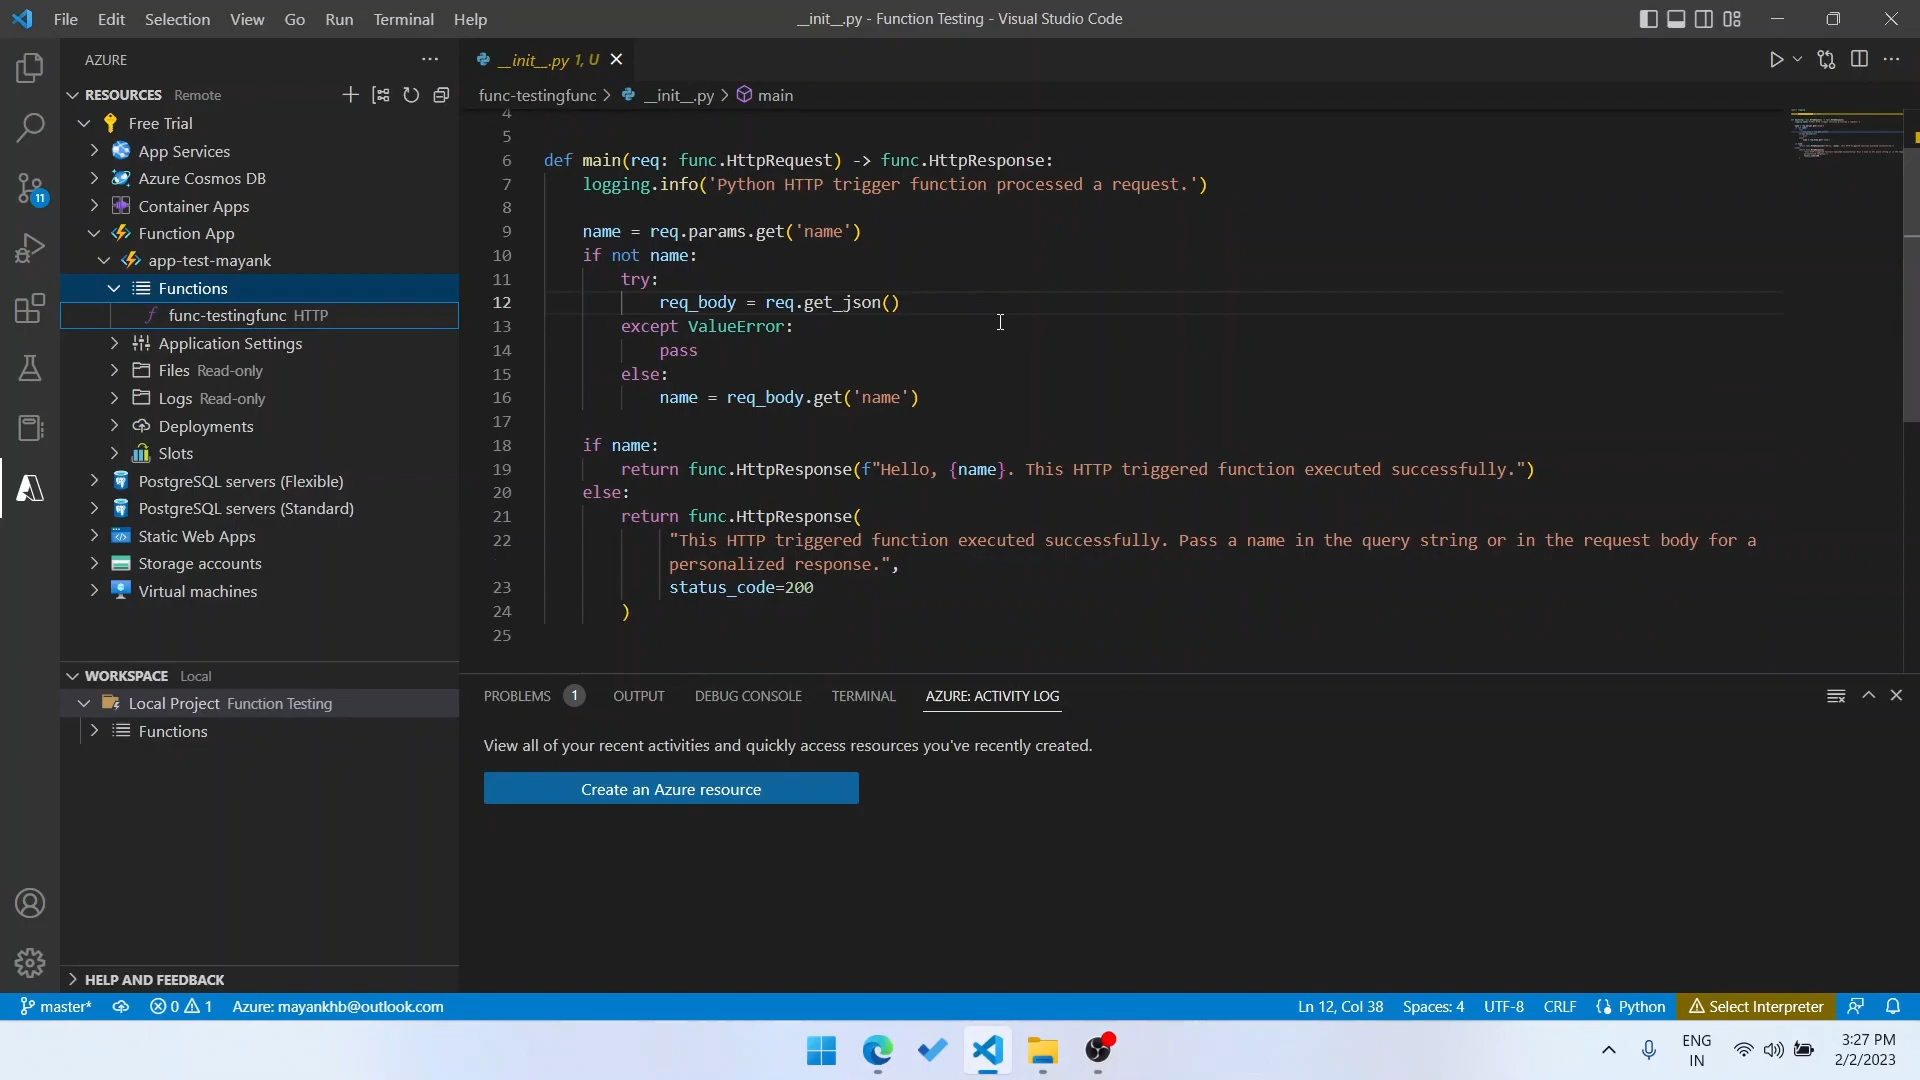 File Edit Selection View Go Run Terminal Help
__init__.py - Function Testing - Visual Studio Code
AZURE
__init__.py 1, U
RESOURCES Remote
func-testingfunc > __init__.py > main
Free Trial
App Services
Azure Cosmos DB
Container Apps
Function App
app-test-mayank
Functions
func-testingfunc HTTP
Application Settings
Files Read-only
Logs Read-only
Deployments
Slots
PostgreSQL servers (Flexible)
PostgreSQL servers (Standard)
Static Web Apps
Storage accounts
Virtual machines
11
WORKSPACE Local
Local Project Function Testing
Functions
HELP AND FEEDBACK
4
5
6 def main(req: func.HttpRequest) -> func.HttpResponse:
7 logging.info('Python HTTP trigger function processed a request.')
8
9 name = req.params.get('name')
10 if not name:
11 try:
12 req_body = req.get_json()
13 except ValueError:
14 pass
15 else:
16 name = req_body.get('name')
17
18 if name:
19 return func.HttpResponse(f"Hello, {name}. This HTTP triggered function executed successfully.")
20 else:
21 return func.HttpResponse(
22 "This HTTP triggered function executed successfully. Pass a name in the query string or in the request body for a
personalized response.",
23 status_code=200
24 )
25
PROBLEMS 1 OUTPUT DEBUG CONSOLE TERMINAL AZURE: ACTIVITY LOG
View all of your recent activities and quickly access resources you've recently created.
Create an Azure resource
master* 0 1 Azure: mayankhb@outlook.com
Ln 12, Col 38 Spaces: 4 UTF-8 CRLF Python Select Interpreter
ENG
IN
3:27 PM
2/2/2023